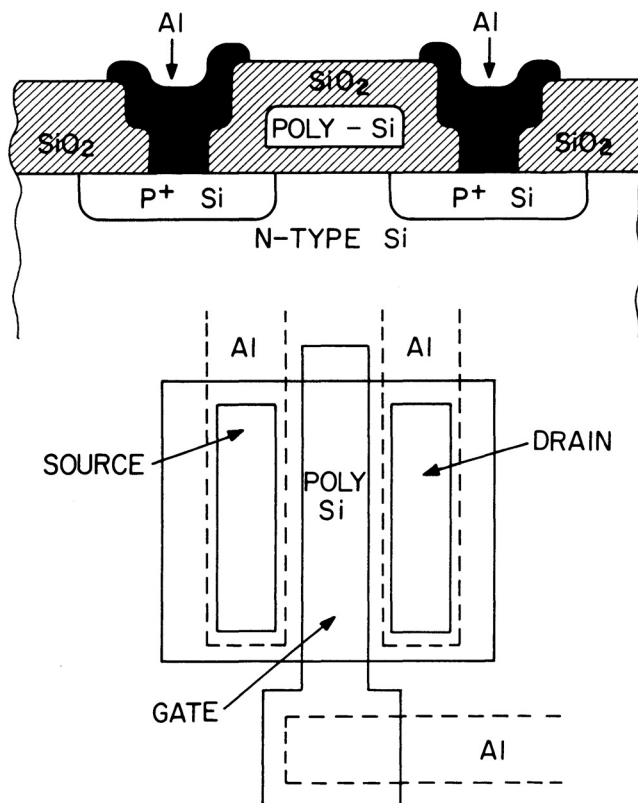 Al Al
SiO₂
POLY - Si
SiO₂ SiO₂
P+ Si P+ Si
N-TYPE Si
Al Al
SOURCE DRAIN
POLY
Si
GATE
Al